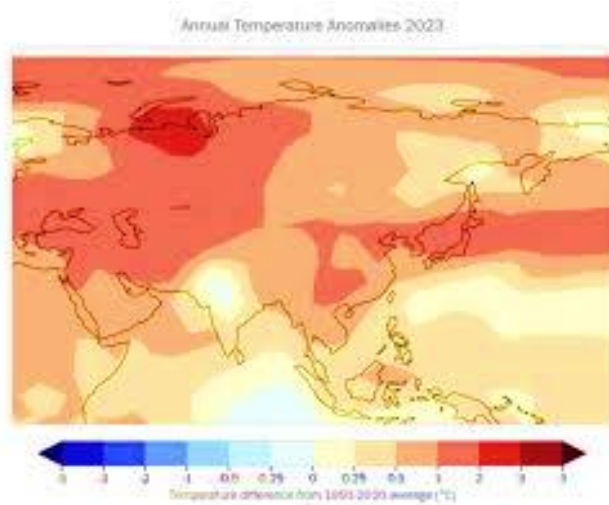 Annual Temperature Anomalies 2023
-5 -3 -2 -1 -0.5 -0.25 0 0.25 0.5 1 2 3 5
Temperature difference from 1991-2020 average (°C)